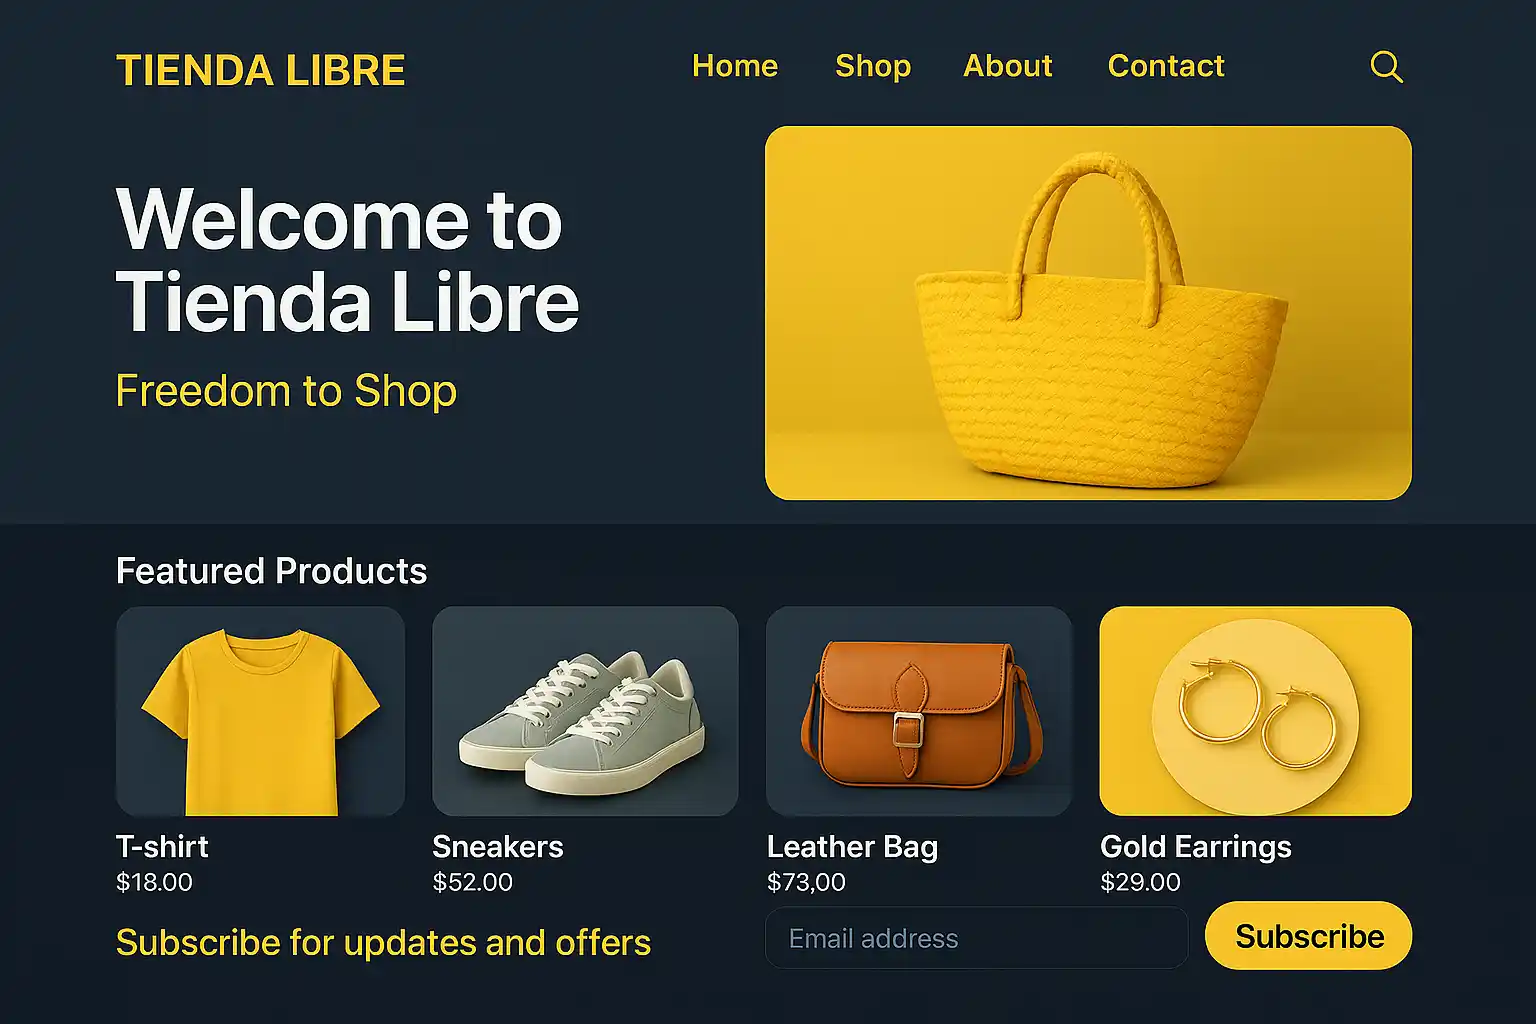 TIENDA LIBRE
Home Shop About Contact
Welcome to
Tienda Libre
Freedom to Shop
Featured Products
T-shirt
$18.00
Sneakers
$52.00
Leather Bag
$73,00
Gold Earrings
$29.00
Subscribe for updates and offers
Email address
Subscribe